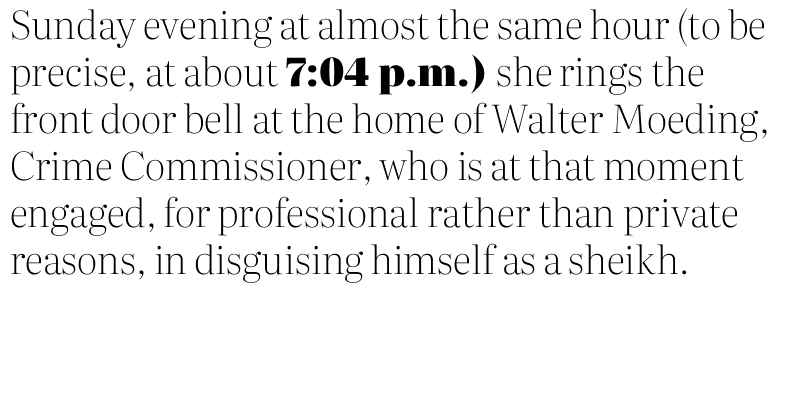 Sunday evening at almost the same hour (to be
precise, at about 7:04 p.m.) she rings the
front door bell at the home of Walter Moeding,
Crime Commissioner, who is at that moment
engaged, for professional rather than private
reasons, in disguising himself as a sheikh.